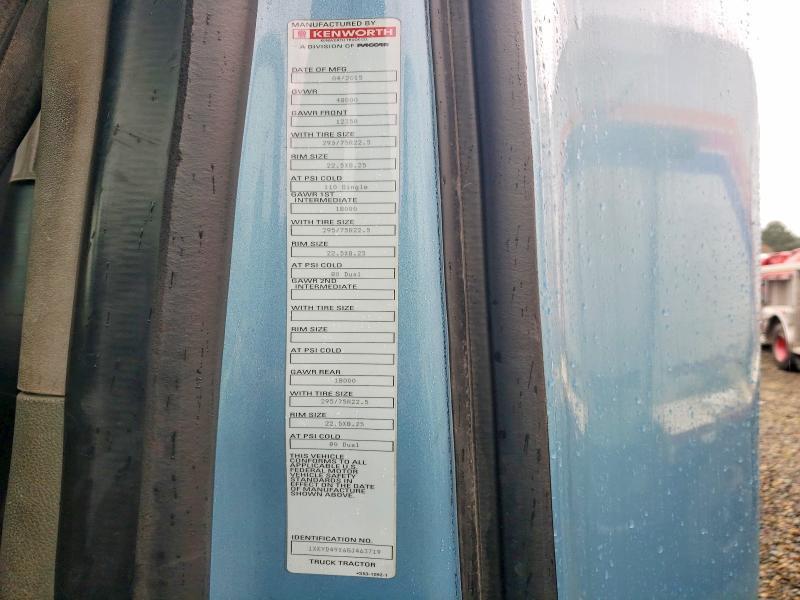 MANUFACTURED BY
KENWORTH
KENWORTH TRUCK CO.
A DIVISION OF PACCAR
DATE OF MFG
04/2015
GVWR
48000
GAWR FRONT
12350
WITH TIRE SIZE
295/75R22.5
RIM SIZE
22.5X8.25
AT PSI COLD
110 Single
GAWR 1ST
INTERMEDIATE
18000
WITH TIRE SIZE
295/75R22.5
RIM SIZE
22.5X8.25
AT PSI COLD
80 Dual
GAWR 2ND
INTERMEDIATE
WITH TIRE SIZE
RIM SIZE
AT PSI COLD
GAWR REAR
18000
WITH TIRE SIZE
295/75R22.5
RIM SIZE
22.5X8.25
AT PSI COLD
80 Dual
THIS VEHICLE
CONFORMS TO ALL
APPLICABLE U.S.
FEDERAL MOTOR
VEHICLE SAFETY
STANDARDS IN
EFFECT ON THE DATE
OF MANUFACTURE
SHOWN ABOVE.
IDENTIFICATION NO.
TRUCK TRACTOR